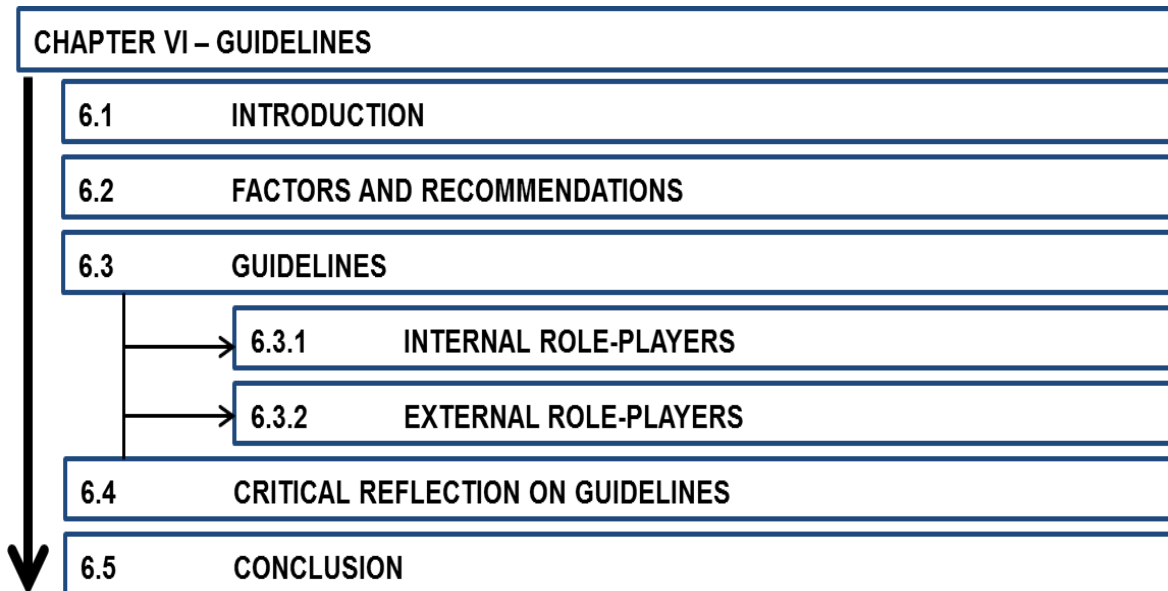 CHAPTER VI – GUIDELINES
6.1 INTRODUCTION
6.2 FACTORS AND RECOMMENDATIONS
6.3 GUIDELINES
6.3.1 INTERNAL ROLE-PLAYERS
6.3.2 EXTERNAL ROLE-PLAYERS
6.4 CRITICAL REFLECTION ON GUIDELINES
6.5 CONCLUSION